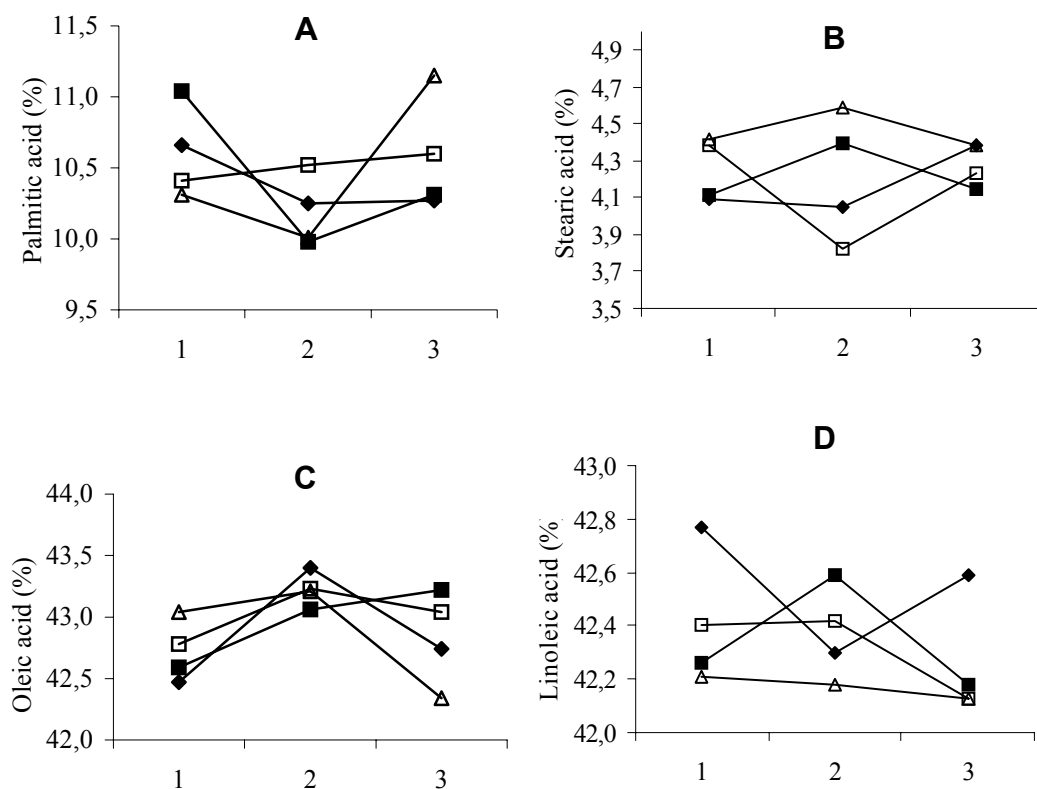 A
Palmitic acid (%)
11,5
11,0
10,5
10,0
9,5
1 2 3
B
Stearic acid (%)
4,9
4,7
4,5
4,3
4,1
3,9
3,7
3,5
1 2 3
C
Oleic acid (%)
44,0
43,5
43,0
42,5
42,0
1 2 3
D
Linoleic acid (%)
43,0
42,8
42,6
42,4
42,2
42,0
1 2 3